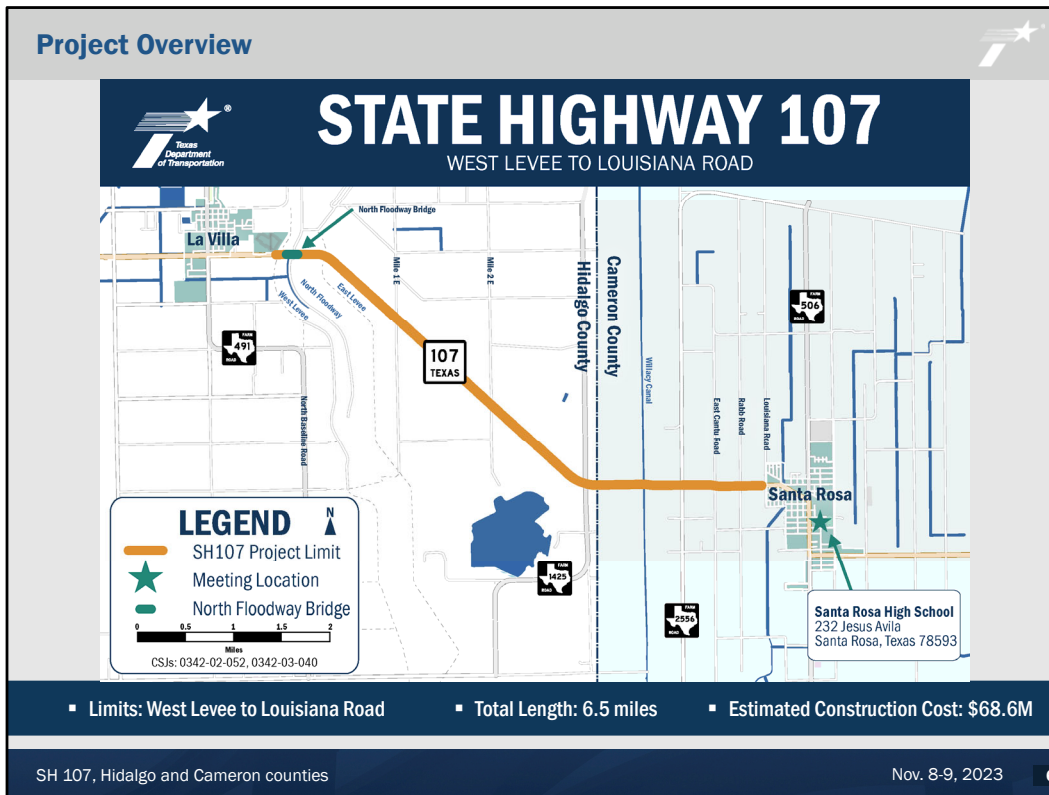 Project Overview
Texas
Department
of Transportation
®
STATE HIGHWAY 107
WEST LEVEE TO LOUISIANA ROAD
North Floodway Bridge
La Villa
West Levee
North Floodway
East Levee
Mile 1 E
Mile 2 E
Hidalgo County
Cameron County
Willacy Canal
East Cantu Foad
Rabb Road
Louisiana Road
FARM
506
ROAD
FARM
491
ROAD
107
TEXAS
North Baseline Road
Santa Rosa
FARM
1425
ROAD
FARM
2556
ROAD
LEGEND
N
SH107 Project Limit
Meeting Location
North Floodway Bridge
0 0.5 1 1.5 2
Miles
CSJs: 0342-02-052, 0342-03-040
Santa Rosa High School
232 Jesus Avila
Santa Rosa, Texas 78593
▪ Limits: West Levee to Louisiana Road ▪ Total Length: 6.5 miles ▪ Estimated Construction Cost: $68.6M
SH 107, Hidalgo and Cameron counties Nov. 8-9, 2023